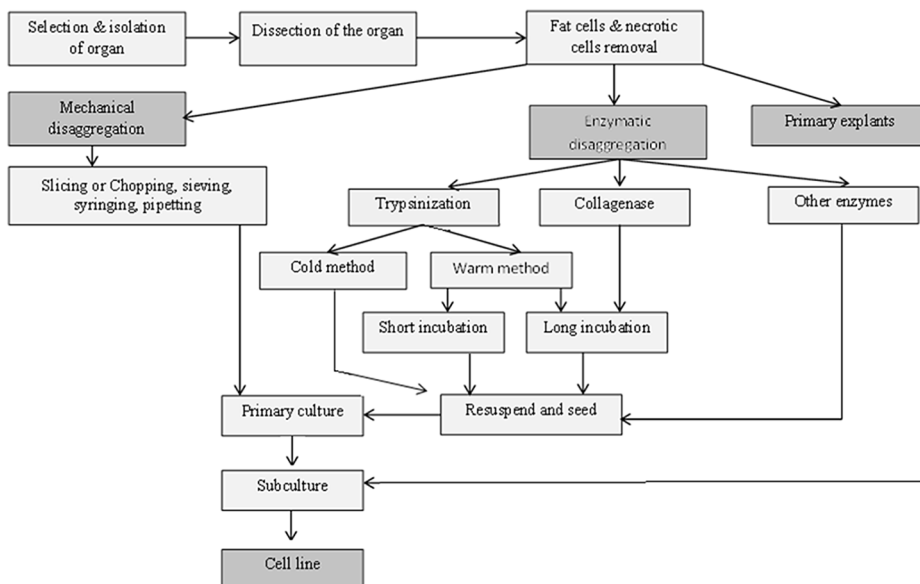 Selection & isolation
of organ
Dissection of the organ
Fat cells & necrotic
cells removal
Mechanical
disaggregation
Enzymatic
disaggregation
Primary explants
Slicing or Chopping, sieving,
syringing, pipetting
Trypsinization
Collagenase
Other enzymes
Cold method
Warm method
Short incubation
Long incubation
Primary culture
Resuspend and seed
Subculture
Cell line